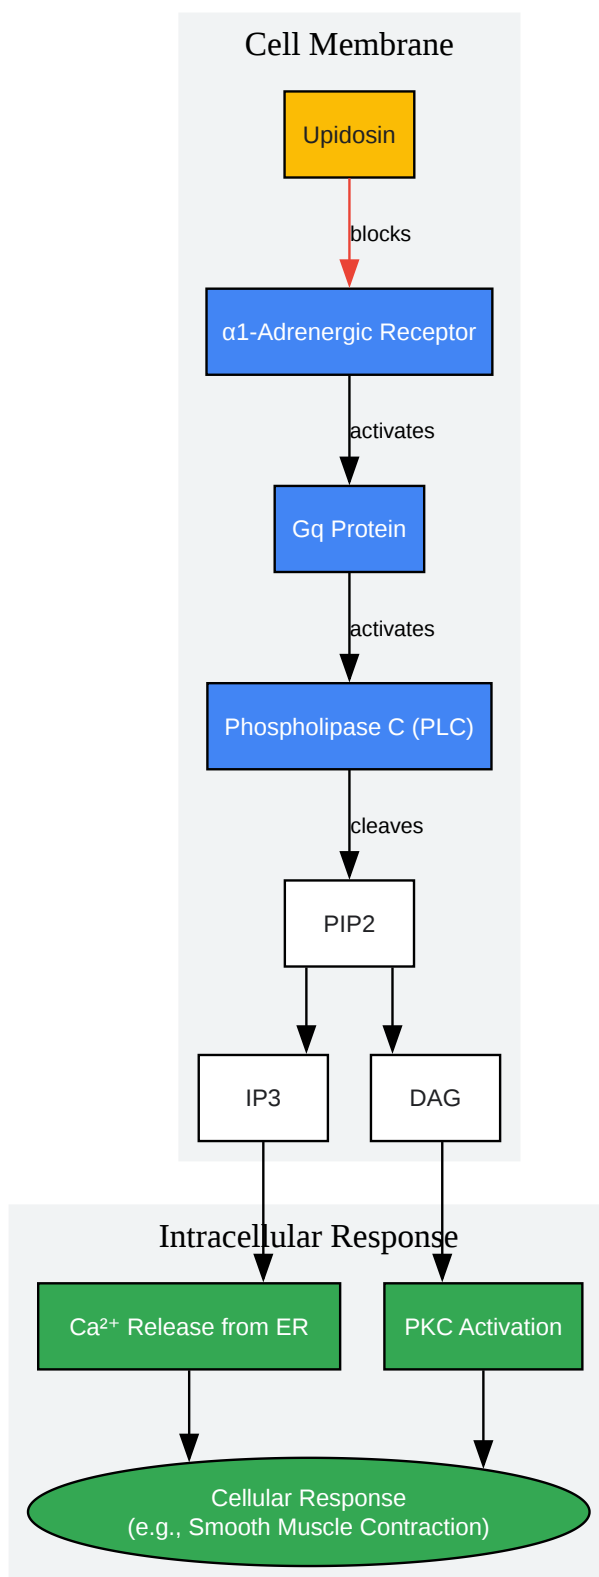 Cell Membrane
Upidosin
blocks
α1-Adrenergic Receptor
activates
Gq Protein
activates
Phospholipase C (PLC)
cleaves
PIP2
IP3
DAG
Intracellular Response
Ca²⁺ Release from ER
PKC Activation
Cellular Response
(e.g., Smooth Muscle Contraction)